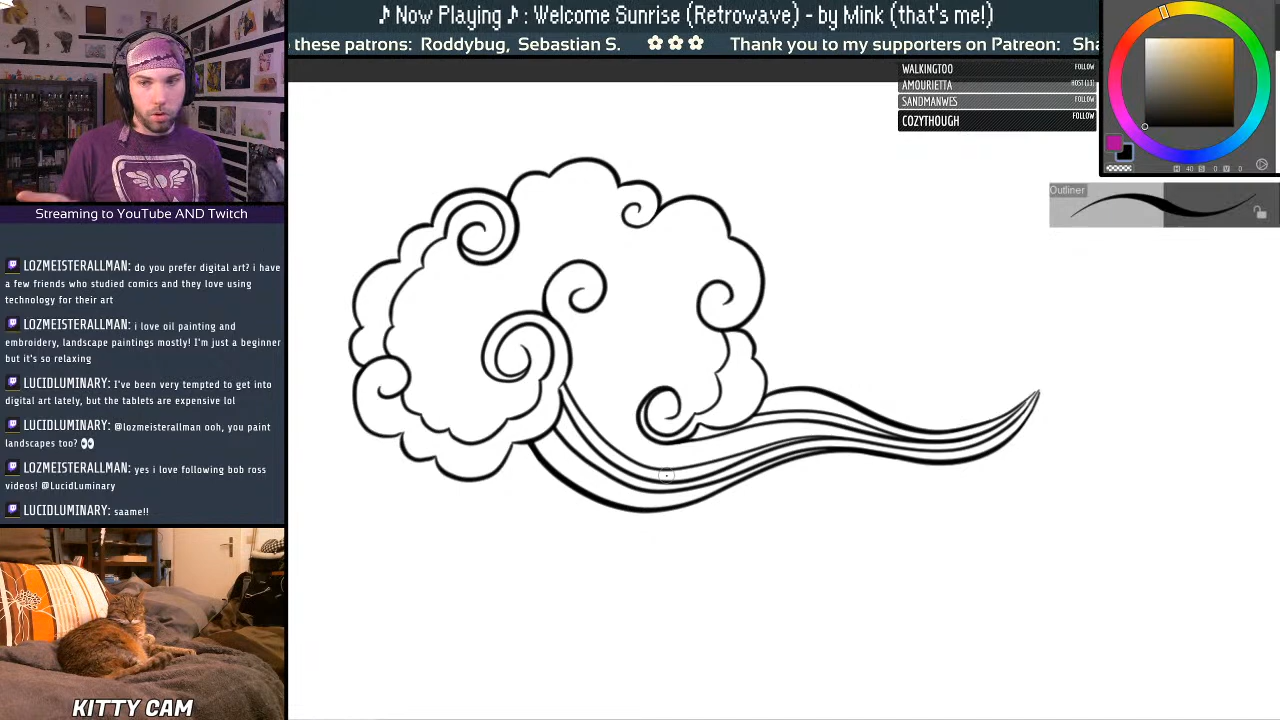 ♪ Now Playing ♪ : Welcome Sunrise (Retrowave) - by Mink (that's me!)
these patrons: Roddybug, Sebastian S. ✿ ✿ ✿ Thank you to my supporters on Patreon: Sha
WALKINGTOO FOLLOW
AMOURIETTA HOST [13]
SANDMANWES FOLLOW
COZYTHOUGH FOLLOW
H 40 S 0 V 0
Outliner
Streaming to YouTube AND Twitch
LOZMEISTERALLMAN: do you prefer digital art? i have
a few friends who studied comics and they love using
technology for their art
LOZMEISTERALLMAN: i love oil painting and
embroidery, landscape paintings mostly! I'm just a beginner
but it's so relaxing
LUCIDLUMINARY: I've been very tempted to get into
digital art lately, but the tablets are expensive lol
LUCIDLUMINARY: @lozmeisterallman ooh, you paint
landscapes too? 👀
LOZMEISTERALLMAN: yes i love following bob ross
videos! @LucidLuminary
LUCIDLUMINARY: saame!!
KITTY CAM